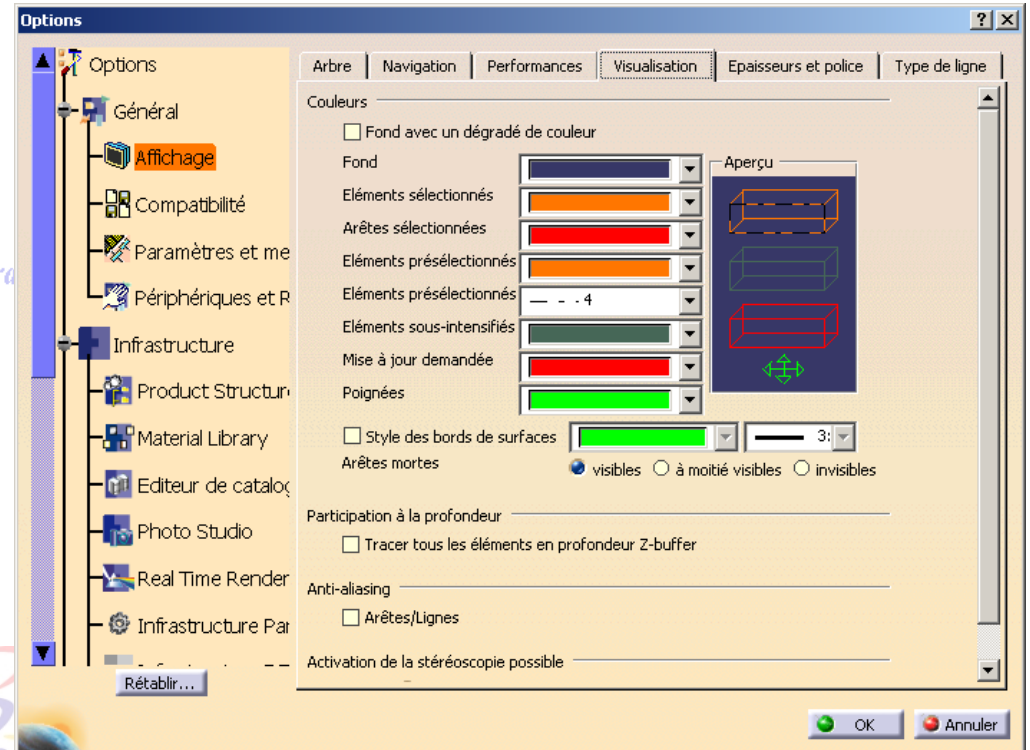 Options
Options
Général
Affichage
Compatibilité
Paramètres et me
Périphériques et R
Infrastructure
Product Structur
Material Library
Editeur de catalog
Photo Studio
Real Time Render
Infrastructure Par
Rétablir...
Arbre
Navigation
Performances
Visualisation
Epaisseurs et police
Type de ligne
Couleurs
Fond avec un dégradé de couleur
Fond
Eléments sélectionnés
Arêtes sélectionnées
Eléments présélectionnés
Eléments présélectionnés 4
Eléments sous-intensifiés
Mise à jour demandée
Poignées
Aperçu
Style des bords de surfaces 3:
Arêtes mortes visibles à moitié visibles invisibles
Participation à la profondeur
Tracer tous les éléments en profondeur Z-buffer
Anti-aliasing
Arêtes/Lignes
Activation de la stéréoscopie possible
OK Annuler